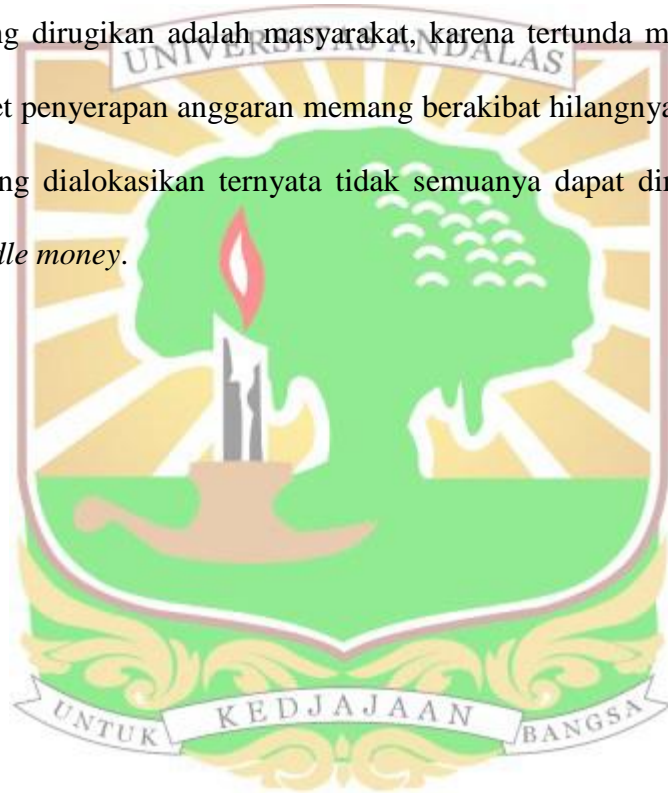 ng dirugikan adalah masyarakat, karena tertunda m
UNIVERSITAS ANDALAS
et penyerapan anggaran memang berakibat hilangnya
ng dialokasikan ternyata tidak semuanya dapat dir
dle money.
UNTUK KEDJAJAAN BANGSA